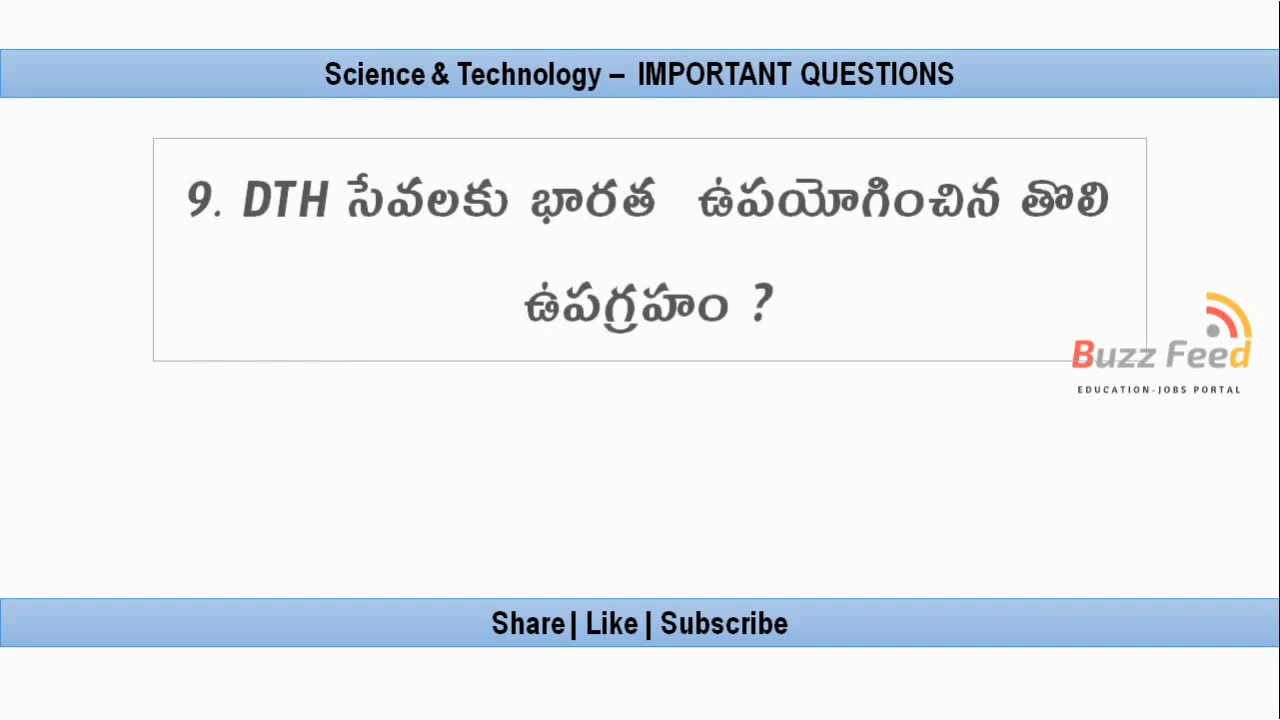 Science & Technology – IMPORTANT QUESTIONS
9. DTH సేవలకు భారత ఉపయోగించిన తొలి
ఉపగ్రహం ?
Buzz Feed
EDUCATION-JOBS PORTAL
Share| Like | Subscribe